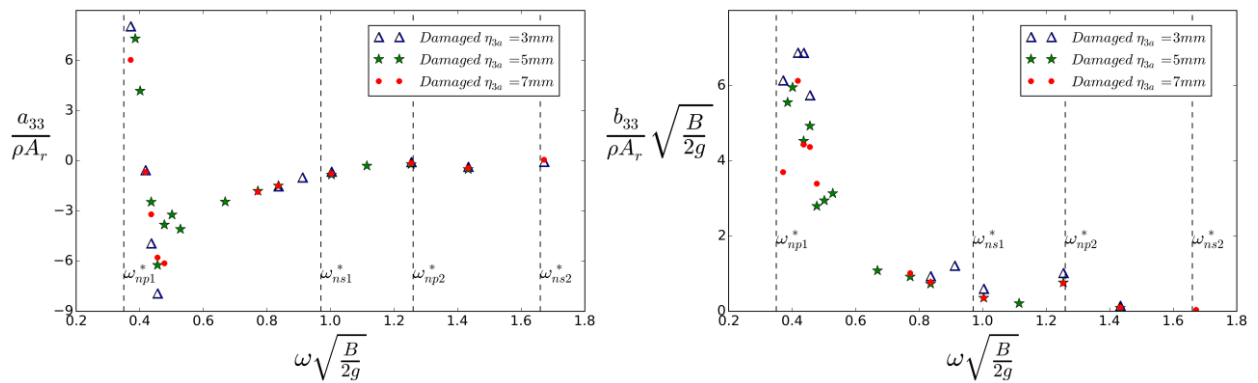 6
3
0
−3
−6
−9
0.2 0.4 0.6 0.8 1.0 1.2 1.4 1.6 1.8
a₃₃/ρAᵣ
ω√(B/2g)
Damaged η₃ₐ = 3mm
Damaged η₃ₐ = 5mm
Damaged η₃ₐ = 7mm
ω*ₙₚ₁ ω*ₙₛ₁ ω*ₙₚ₂ ω*ₙₛ₂
6
4
2
0
0.2 0.4 0.6 0.8 1.0 1.2 1.4 1.6 1.8
b₃₃/ρAᵣ √(B/2g)
ω√(B/2g)
Damaged η₃ₐ = 3mm
Damaged η₃ₐ = 5mm
Damaged η₃ₐ = 7mm
ω*ₙₚ₁ ω*ₙₛ₁ ω*ₙₚ₂ ω*ₙₛ₂